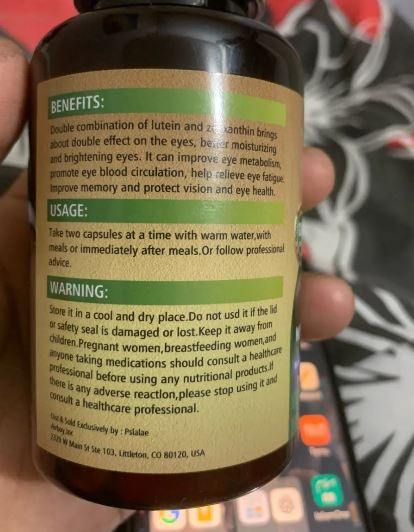 BENEFITS:
Double combination of lutein and zeaxanthin brings
about double effect on the eyes, better moisturizing
and brightening eyes. It can improve eye metabolism,
promote eye blood circulation, help relieve eye fatigue.
Improve memory and protect vision and eye health.
USAGE:
Take two capsules at a time with warm water,with
meals or immediately after meals.Or follow professional
advice.
WARNING:
Store it in a cool and dry place.Do not usd it if the lid
or safety seal is damaged or lost.Keep it away from
children.Pregnant women,breastfeeding women,and
anyone taking medications should consult a healthcare
professional before using any nutritional products.If
there is any adverse reactlon,please stop using it and
consult a healthcare professional.
Dist & Sold Exclusively by : Pslalae
2329 W Main St Ste 103, Littleton, CO 80120, USA